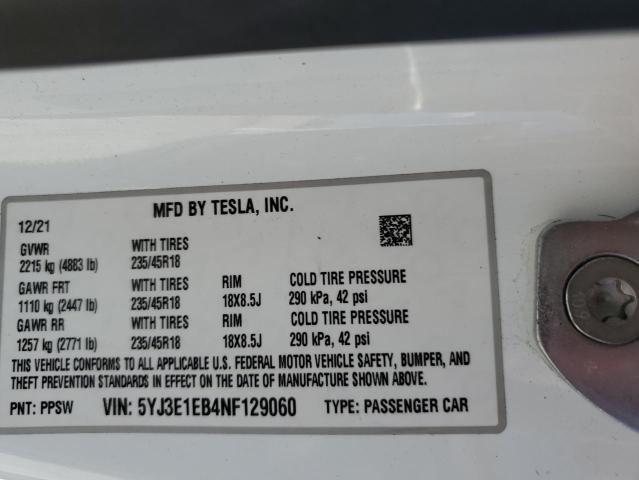 MFD BY TESLA, INC.
12/21
GVWR WITH TIRES
2215 kg (4883 lb) 235/45R18
GAWR FRT WITH TIRES RIM COLD TIRE PRESSURE
1110 kg (2447 lb) 235/45R18 18X8.5J 290 kPa, 42 psi
GAWR RR WITH TIRES RIM COLD TIRE PRESSURE
1257 kg (2771 lb) 235/45R18 18X8.5J 290 kPa, 42 psi
THIS VEHICLE CONFORMS TO ALL APPLICABLE U.S. FEDERAL MOTOR VEHICLE SAFETY, BUMPER, AND
THEFT PREVENTION STANDARDS IN EFFECT ON THE DATE OF MANUFACTURE SHOWN ABOVE.
PNT: PPSW VIN: 5YJ3E1EB4NF129060 TYPE: PASSENGER CAR